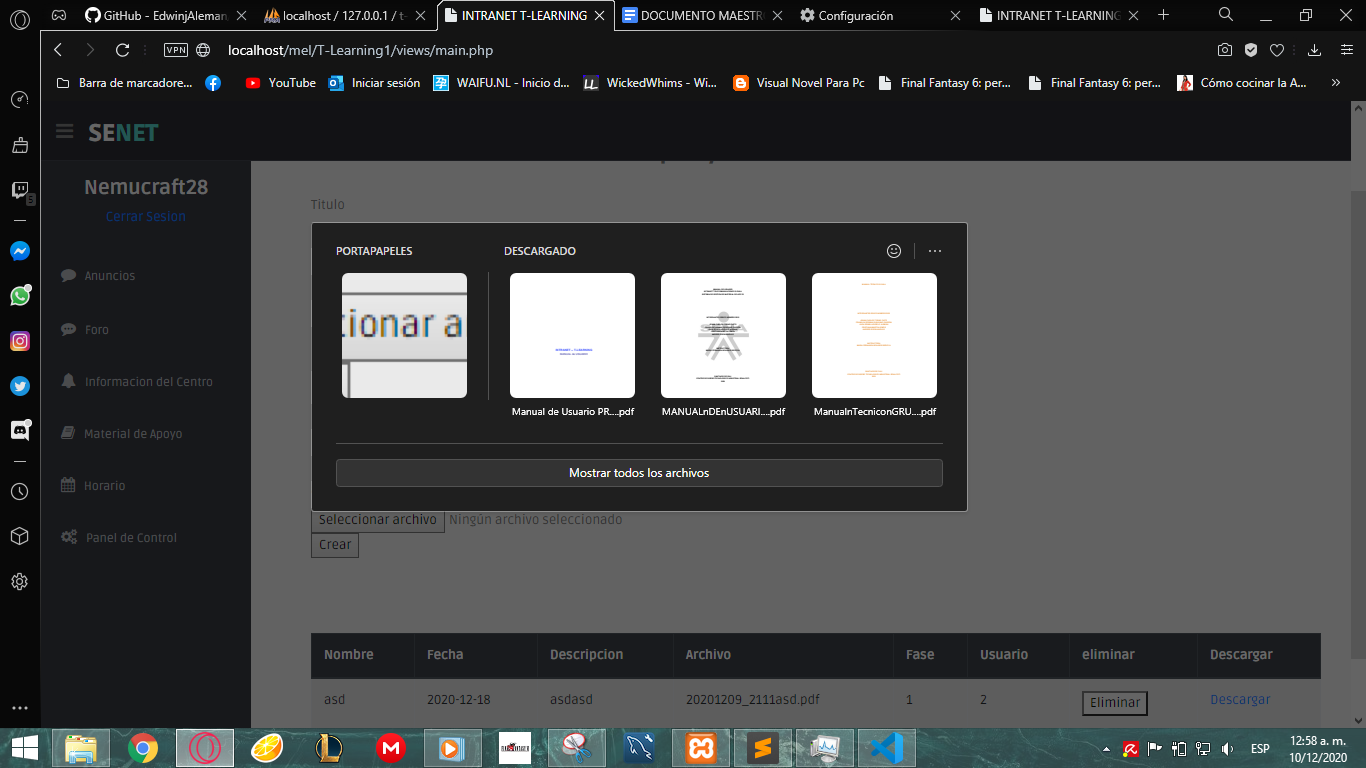 GitHub - EdwinjAleman
localhost / 127.0.0.1 / t-
INTRANET T-LEARNING
DOCUMENTO MAESTR
Configuración
INTRANET T-LEARNING
VPN
localhost/mel/T-Learning1/views/main.php
Barra de marcadore...
YouTube
Iniciar sesión
WAIFU.NL - Inicio d...
WickedWhims - Wi...
Visual Novel Para Pc
Final Fantasy 6: per...
Final Fantasy 6: per...
Cómo cocinar la A...
»
SENET
Nemucraft28
Cerrar Sesion
Anuncios
Foro
Informacion del Centro
Material de Apoyo
Horario
Panel de Control
Titulo
PORTAPAPELES
DESCARGADO
cionar a
INTRANET – T-LEARNING
Manual de Usuario PR....pdf
MANUALnDEnUSUARI....pdf
ManualnTecniconGRU....pdf
Mostrar todos los archivos
Seleccionar archivo Ningún archivo seleccionado
Crear
Nombre Fecha Descripcion Archivo Fase Usuario eliminar Descargar
asd 2020-12-18 asdasd 20201209_2111asd.pdf 1 2 Eliminar Descargar
ESP
12:58 a. m.
10/12/2020